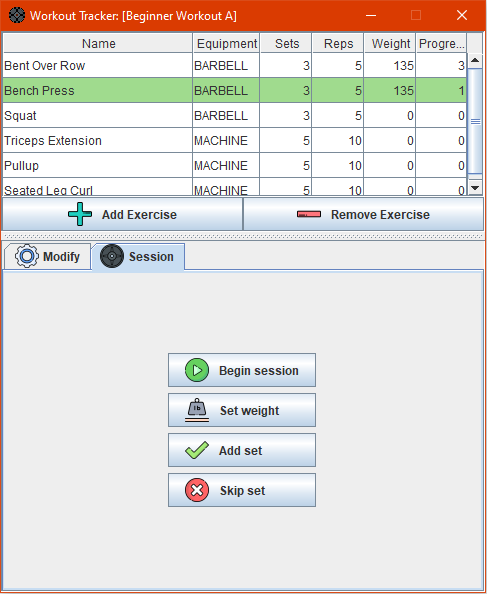 Workout Tracker: [Beginner Workout A]
Name Equipment Sets Reps Weight Progre...
Bent Over Row BARBELL 3 5 135 3
Bench Press BARBELL 3 5 135 1
Squat BARBELL 3 5 0 0
Triceps Extension MACHINE 5 10 0 0
Pullup MACHINE 5 10 0 0
Seated Leg Curl MACHINE 5 10 0 0
Add Exercise Remove Exercise
Modify Session
Begin session
lb Set weight
Add set
Skip set